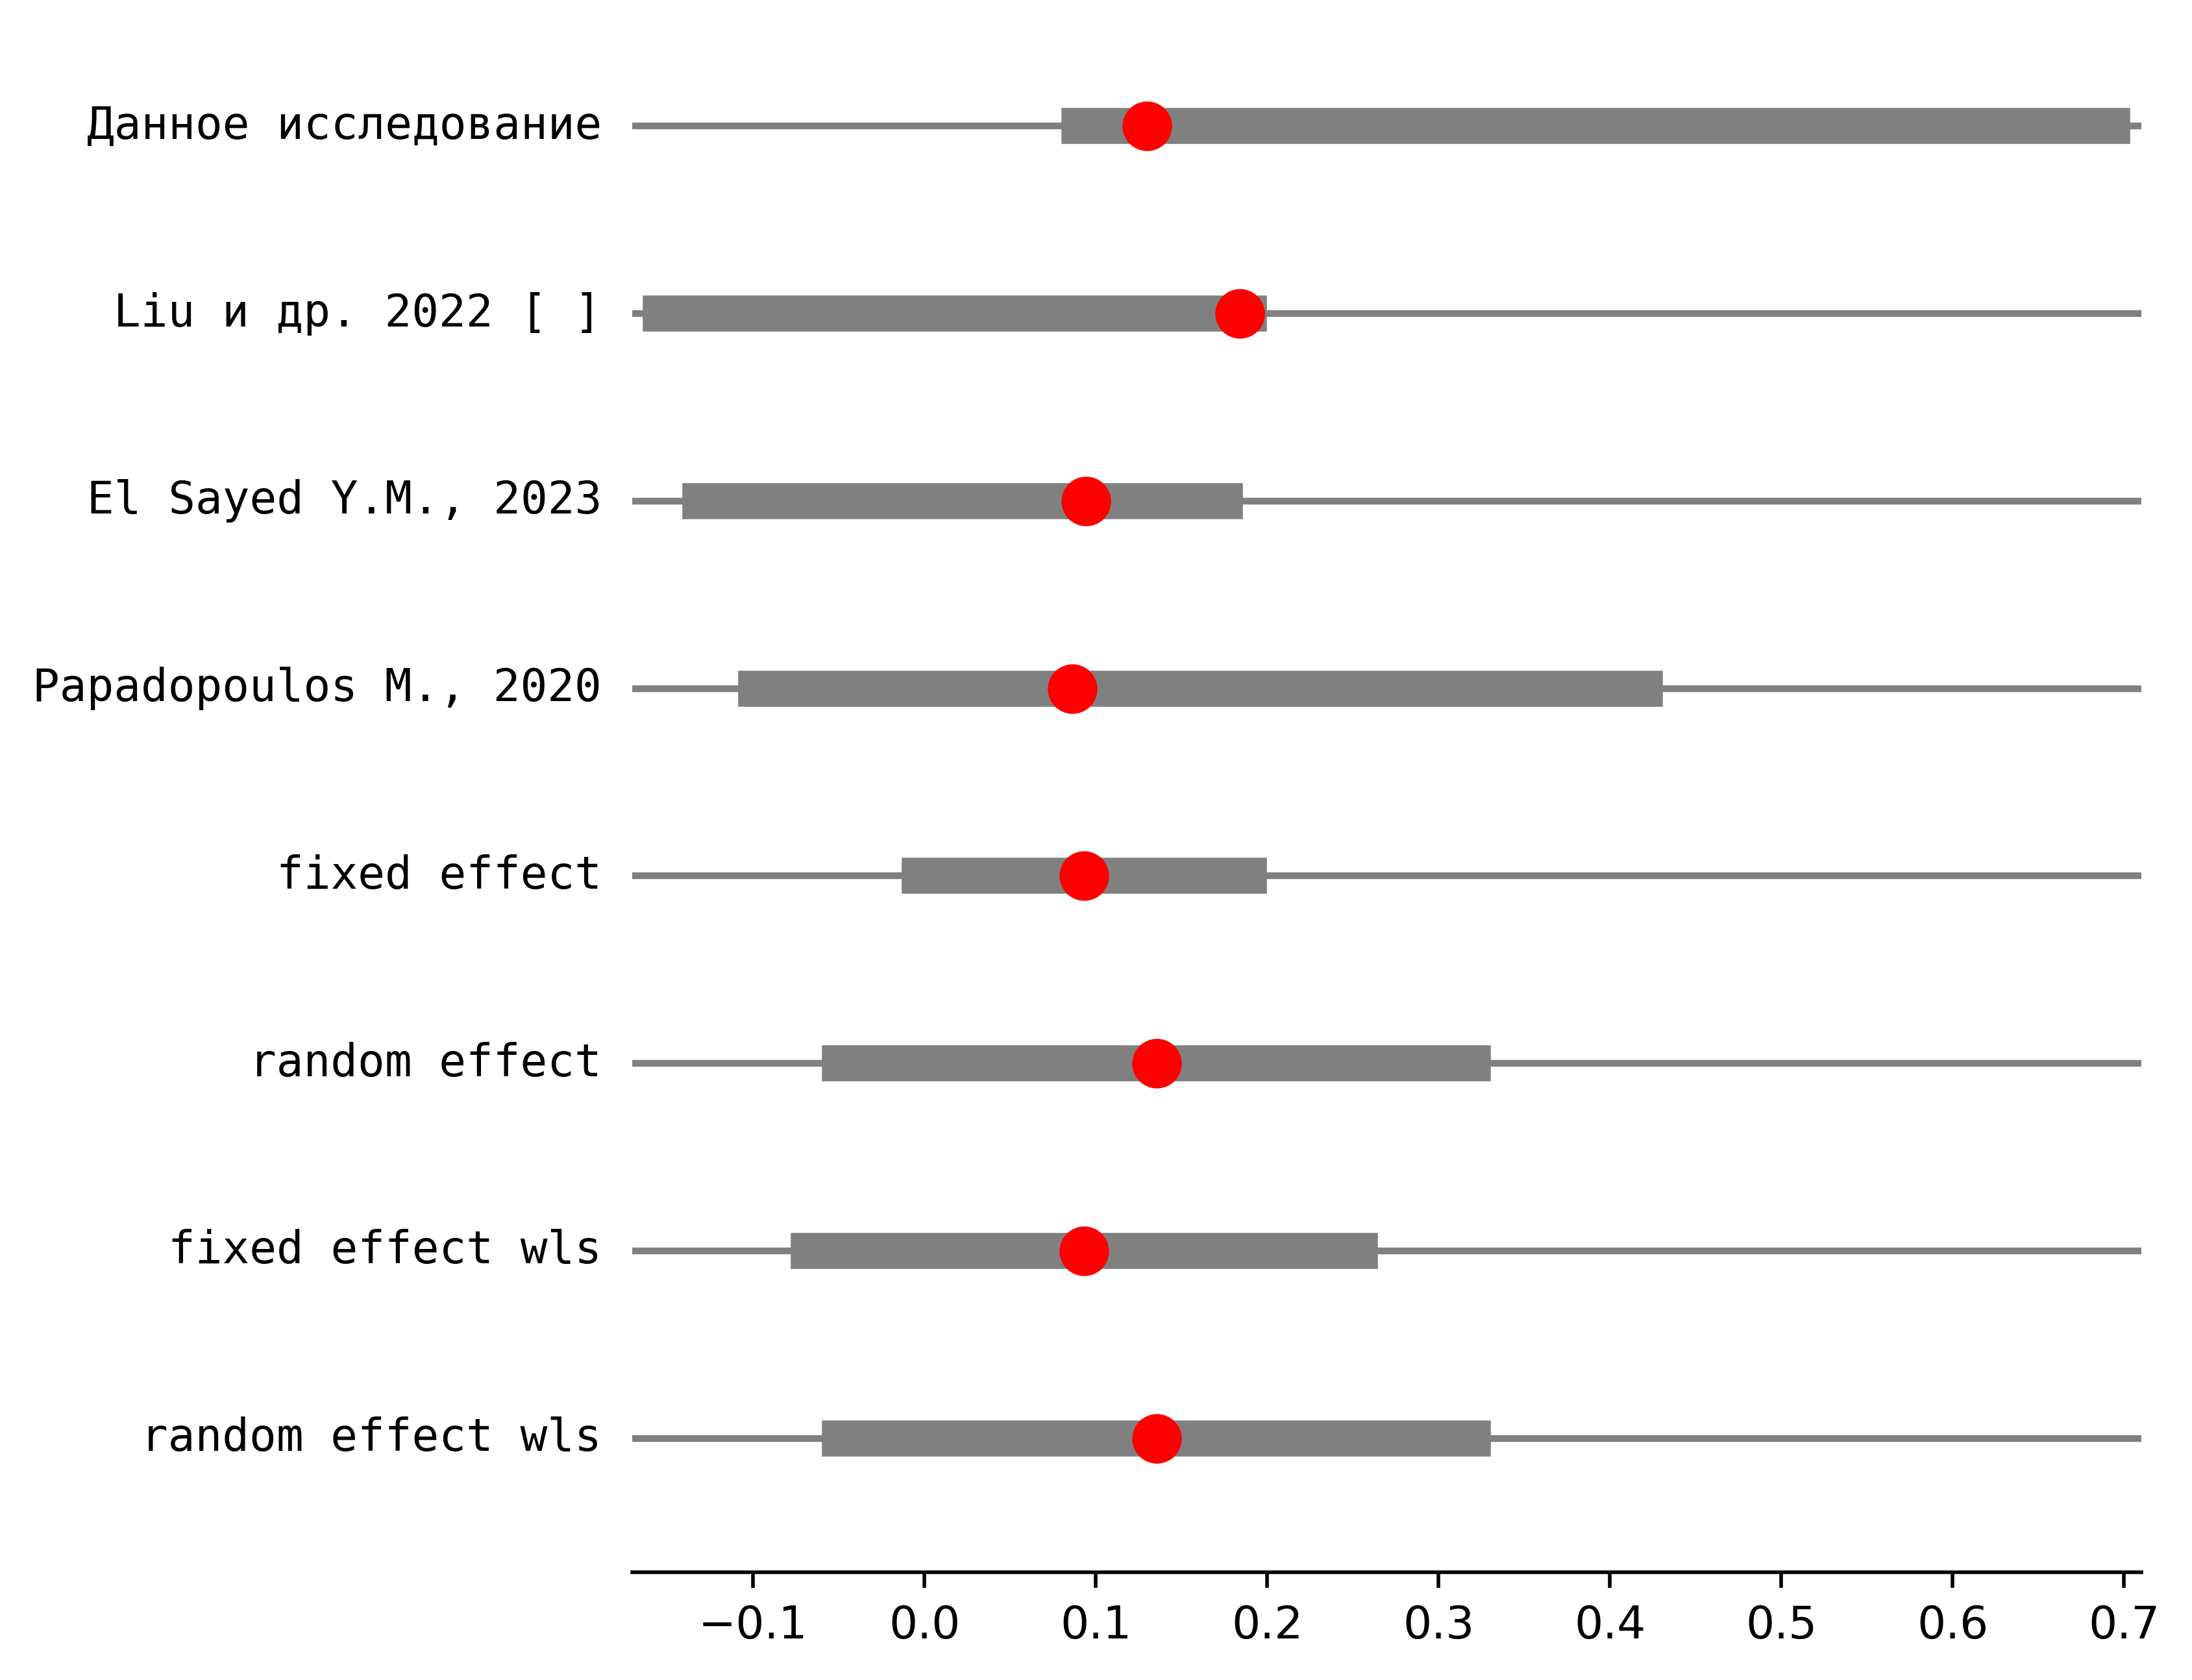 Данное исследование
Liu и др. 2022 [ ]
El Sayed Y.M., 2023
Papadopoulos M., 2020
fixed effect
random effect
fixed effect wls
random effect wls
−0.1 0.0 0.1 0.2 0.3 0.4 0.5 0.6 0.7